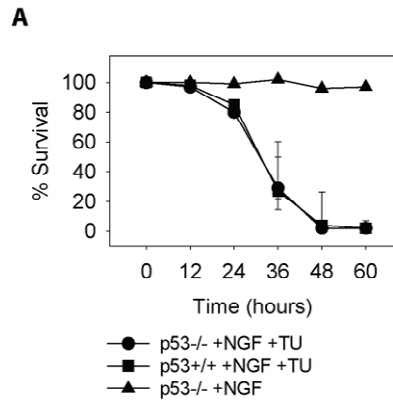 A
100
80
60
40
20
0
% Survival
0 12 24 36 48 60
Time (hours)
p53-/- +NGF +TU
p53+/+ +NGF +TU
p53-/- +NGF